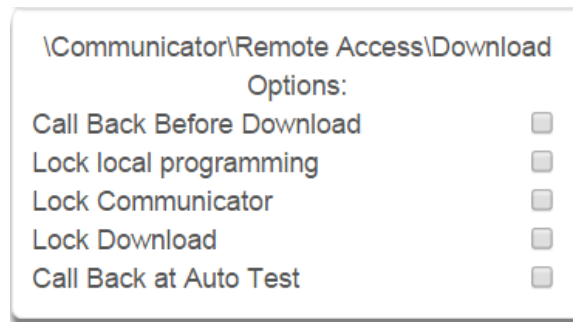 \Communicator\Remote Access\Download
Options:
Call Back Before Download
Lock local programming
Lock Communicator
Lock Download
Call Back at Auto Test